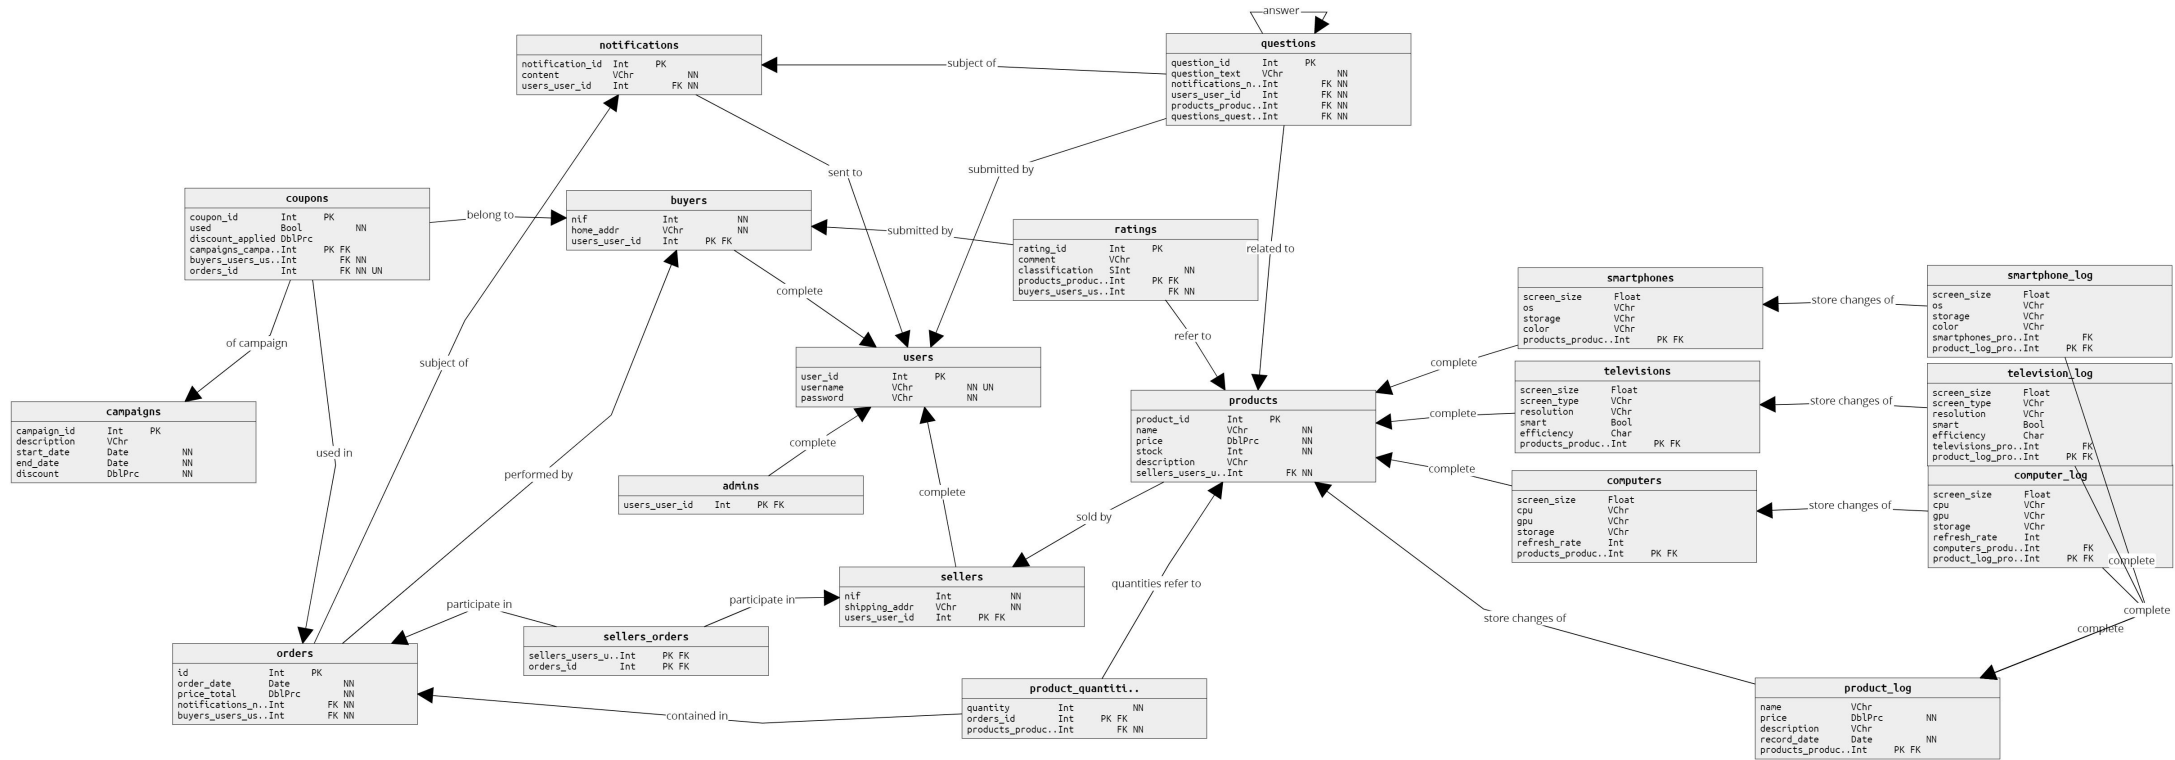 answer
notifications
notification_id Int PK
content VChr NN
users_user_id Int FK NN
subject of
questions
question_id Int PK
question_text VChr NN
notifications_n..Int FK NN
users_user_id Int FK NN
products_produc..Int FK NN
questions_quest..Int FK NN
sent to
submitted by
related to
coupons
coupon_id Int PK
used Bool NN
discount_applied DblPrc
campaigns_campa..Int PK FK
buyers_users_us..Int FK NN
orders_id Int FK NN UN
belong to
buyers
nif Int NN
home_addr VChr NN
users_user_id Int PK FK
submitted by
ratings
rating_id Int PK
comment VChr
classification SInt NN
products_produc..Int PK FK
buyers_users_us..Int FK NN
complete
refer to
smartphones
screen_size Float
os VChr
storage VChr
color VChr
products_produc..Int PK FK
store changes of
smartphone_log
screen_size Float
os VChr
storage VChr
color VChr
smartphones_pro..Int FK
product_log_pro..Int PK FK
of campaign
subject of
users
user_id Int PK
username VChr NN UN
password VChr NN
complete
televisions
screen_size Float
screen_type VChr
resolution VChr
smart Bool
efficiency Char
products_produc..Int PK FK
store changes of
television_log
screen_size Float
screen_type VChr
resolution VChr
smart Bool
efficiency Char
televisions_pro..Int FK
product_log_pro..Int PK FK
campaigns
campaign_id Int PK
description VChr
start_date Date NN
end_date Date NN
discount DblPrc NN
used in
performed by
complete
products
product_id Int PK
name VChr NN
price DblPrc NN
stock Int NN
description VChr
sellers_users_u..Int FK NN
complete
complete
computers
screen_size Float
cpu VChr
gpu VChr
storage VChr
refresh_rate Int
products_produc..Int PK FK
store changes of
computer_log
screen_size Float
cpu VChr
gpu VChr
storage VChr
refresh_rate Int
computers_produ..Int FK
product_log_pro..Int PK FK
admins
users_user_id Int PK FK
complete
sold by
complete
sellers
nif Int NN
shipping_addr VChr NN
users_user_id Int PK FK
quantities refer to
participate in
participate in
store changes of
complete
complete
sellers_orders
sellers_users_u..Int PK FK
orders_id Int PK FK
orders
id Int PK
order_date Date NN
price_total DblPrc NN
notifications_n..Int FK NN
buyers_users_us..Int FK NN
contained in
product_quantiti..
quantity Int NN
orders_id Int PK FK
products_produc..Int FK NN
product_log
name VChr
price DblPrc NN
description VChr
record_date Date NN
products_produc..Int PK FK